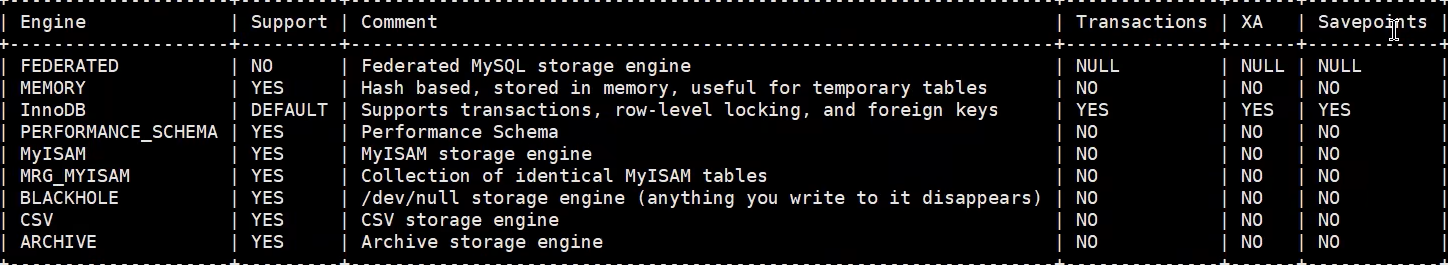 | Engine             | Support | Comment                                                        | Transactions | XA   | Savepoints |
+--------------------+---------+----------------------------------------------------------------+--------------+------+------------+
| FEDERATED          | NO      | Federated MySQL storage engine                                 | NULL         | NULL | NULL       |
| MEMORY             | YES     | Hash based, stored in memory, useful for temporary tables      | NO           | NO   | NO         |
| InnoDB             | DEFAULT | Supports transactions, row-level locking, and foreign keys     | YES          | YES  | YES        |
| PERFORMANCE_SCHEMA | YES     | Performance Schema                                             | NO           | NO   | NO         |
| MyISAM             | YES     | MyISAM storage engine                                          | NO           | NO   | NO         |
| MRG_MYISAM         | YES     | Collection of identical MyISAM tables                          | NO           | NO   | NO         |
| BLACKHOLE          | YES     | /dev/null storage engine (anything you write to it disappears) | NO           | NO   | NO         |
| CSV                | YES     | CSV storage engine                                             | NO           | NO   | NO         |
| ARCHIVE            | YES     | Archive storage engine                                         | NO           | NO   | NO         |